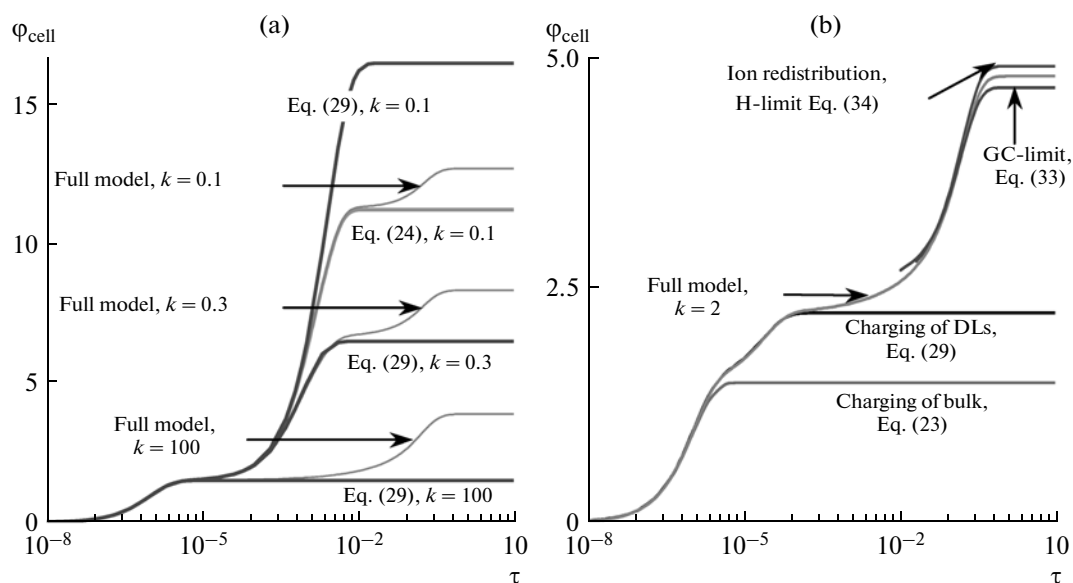 (a)
φcell
15
10
5
0
10⁻⁸
10⁻⁵
10⁻²
10
τ
Eq. (29), k = 0.1
Full model, k = 0.1
Eq. (24), k = 0.1
Full model, k = 0.3
Eq. (29), k = 0.3
Full model,
k = 100
Eq. (29), k = 100
(b)
φcell
5.0
2.5
0
10⁻⁸
10⁻⁵
10⁻²
10
τ
Ion redistribution,
H-limit Eq. (34)
GC-limit,
Eq. (33)
Full model,
k = 2
Charging of DLs,
Eq. (29)
Charging of bulk,
Eq. (23)